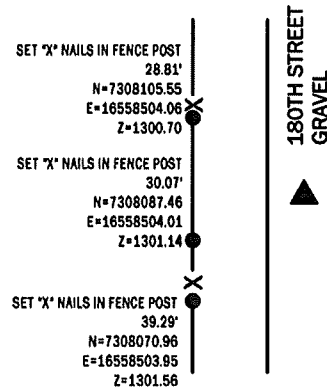 SET "X" NAILS IN FENCE POST
28.81'
N=7308105.55
E=16558504.06
Z=1300.70
SET "X" NAILS IN FENCE POST
30.07'
N=7308087.46
E=16558504.01
Z=1301.14
SET "X" NAILS IN FENCE POST
39.29'
N=7308070.96
E=16558503.95
Z=1301.56
180TH STREET
GRAVEL